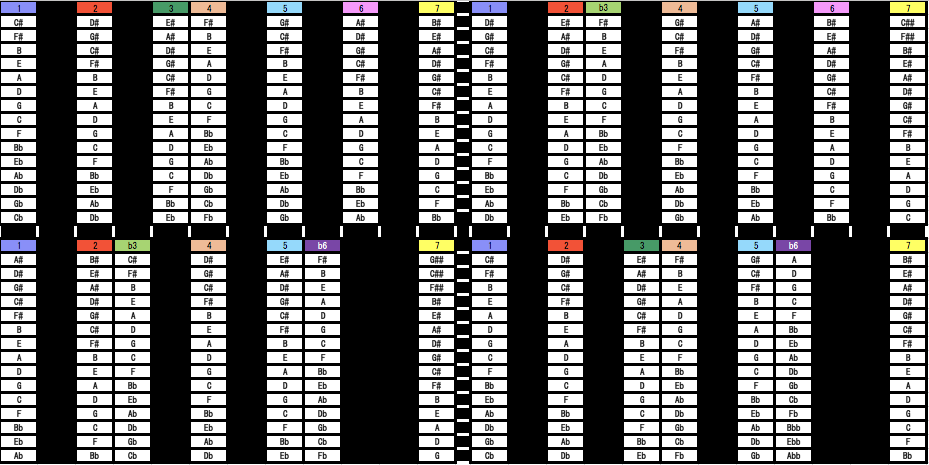 1 2 3 4 5 6 7 1 2 b3 4 5 6 7
C# D# E# F# G# A# B# D# E# F# G# A# B# C##
F# G# A# B C# D# E# G# A# B C# D# E# F##
B C# D# E F# G# A# C# D# E F# G# A# B#
E F# G# A B C# D# F# G# A B C# D# E#
A B C# D E F# G# B C# D E F# G# A#
D E F# G A B C# E F# G A B C# D#
G A B C D E F# A B C D E F# G#
C D E F G A B D E F G A B C#
F G A Bb C D E G A Bb C D E F#
Bb C D Eb F G A C D Eb F G A B
Eb F G Ab Bb C D F G Ab Bb C D E
Ab Bb C Db Eb F G Bb C Db Eb F G A
Db Eb F Gb Ab Bb C Eb F Gb Ab Bb C D
Gb Ab Bb Cb Db Eb F Ab Bb Cb Db Eb F G
Cb Db Eb Fb Gb Ab Bb Db Eb Fb Gb Ab Bb C
1 2 b3 4 5 b6 7 1 2 3 4 5 b6 7
A# B# C# D# E# F# G## C# D# E# F# G# A B#
D# E# F# G# A# B C## F# G# A# B C# D E#
G# A# B C# D# E F## B C# D# E F# G A#
C# D# E F# G# A B# E F# G# A B C D#
F# G# A B C# D E# A B C# D E F G#
B C# D E F# G A# D E F# G A Bb C#
E F# G A B C D# G A B C D Eb F#
A B C D E F G# C D E F G Ab B
D E F G A Bb C# F G A Bb C Db E
G A Bb C D Eb F# Bb C D Eb F Gb A
C D Eb F G Ab B Eb F G Ab Bb Cb D
F G Ab Bb C Db E Ab Bb C Db Eb Fb G
Bb C Db Eb F Gb A Db Eb F Gb Ab Bbb C
Eb F Gb Ab Bb Cb D Gb Ab Bb Cb Db Ebb F
Ab Bb Cb Db Eb Fb G Cb Db Eb Fb Gb Abb Bb